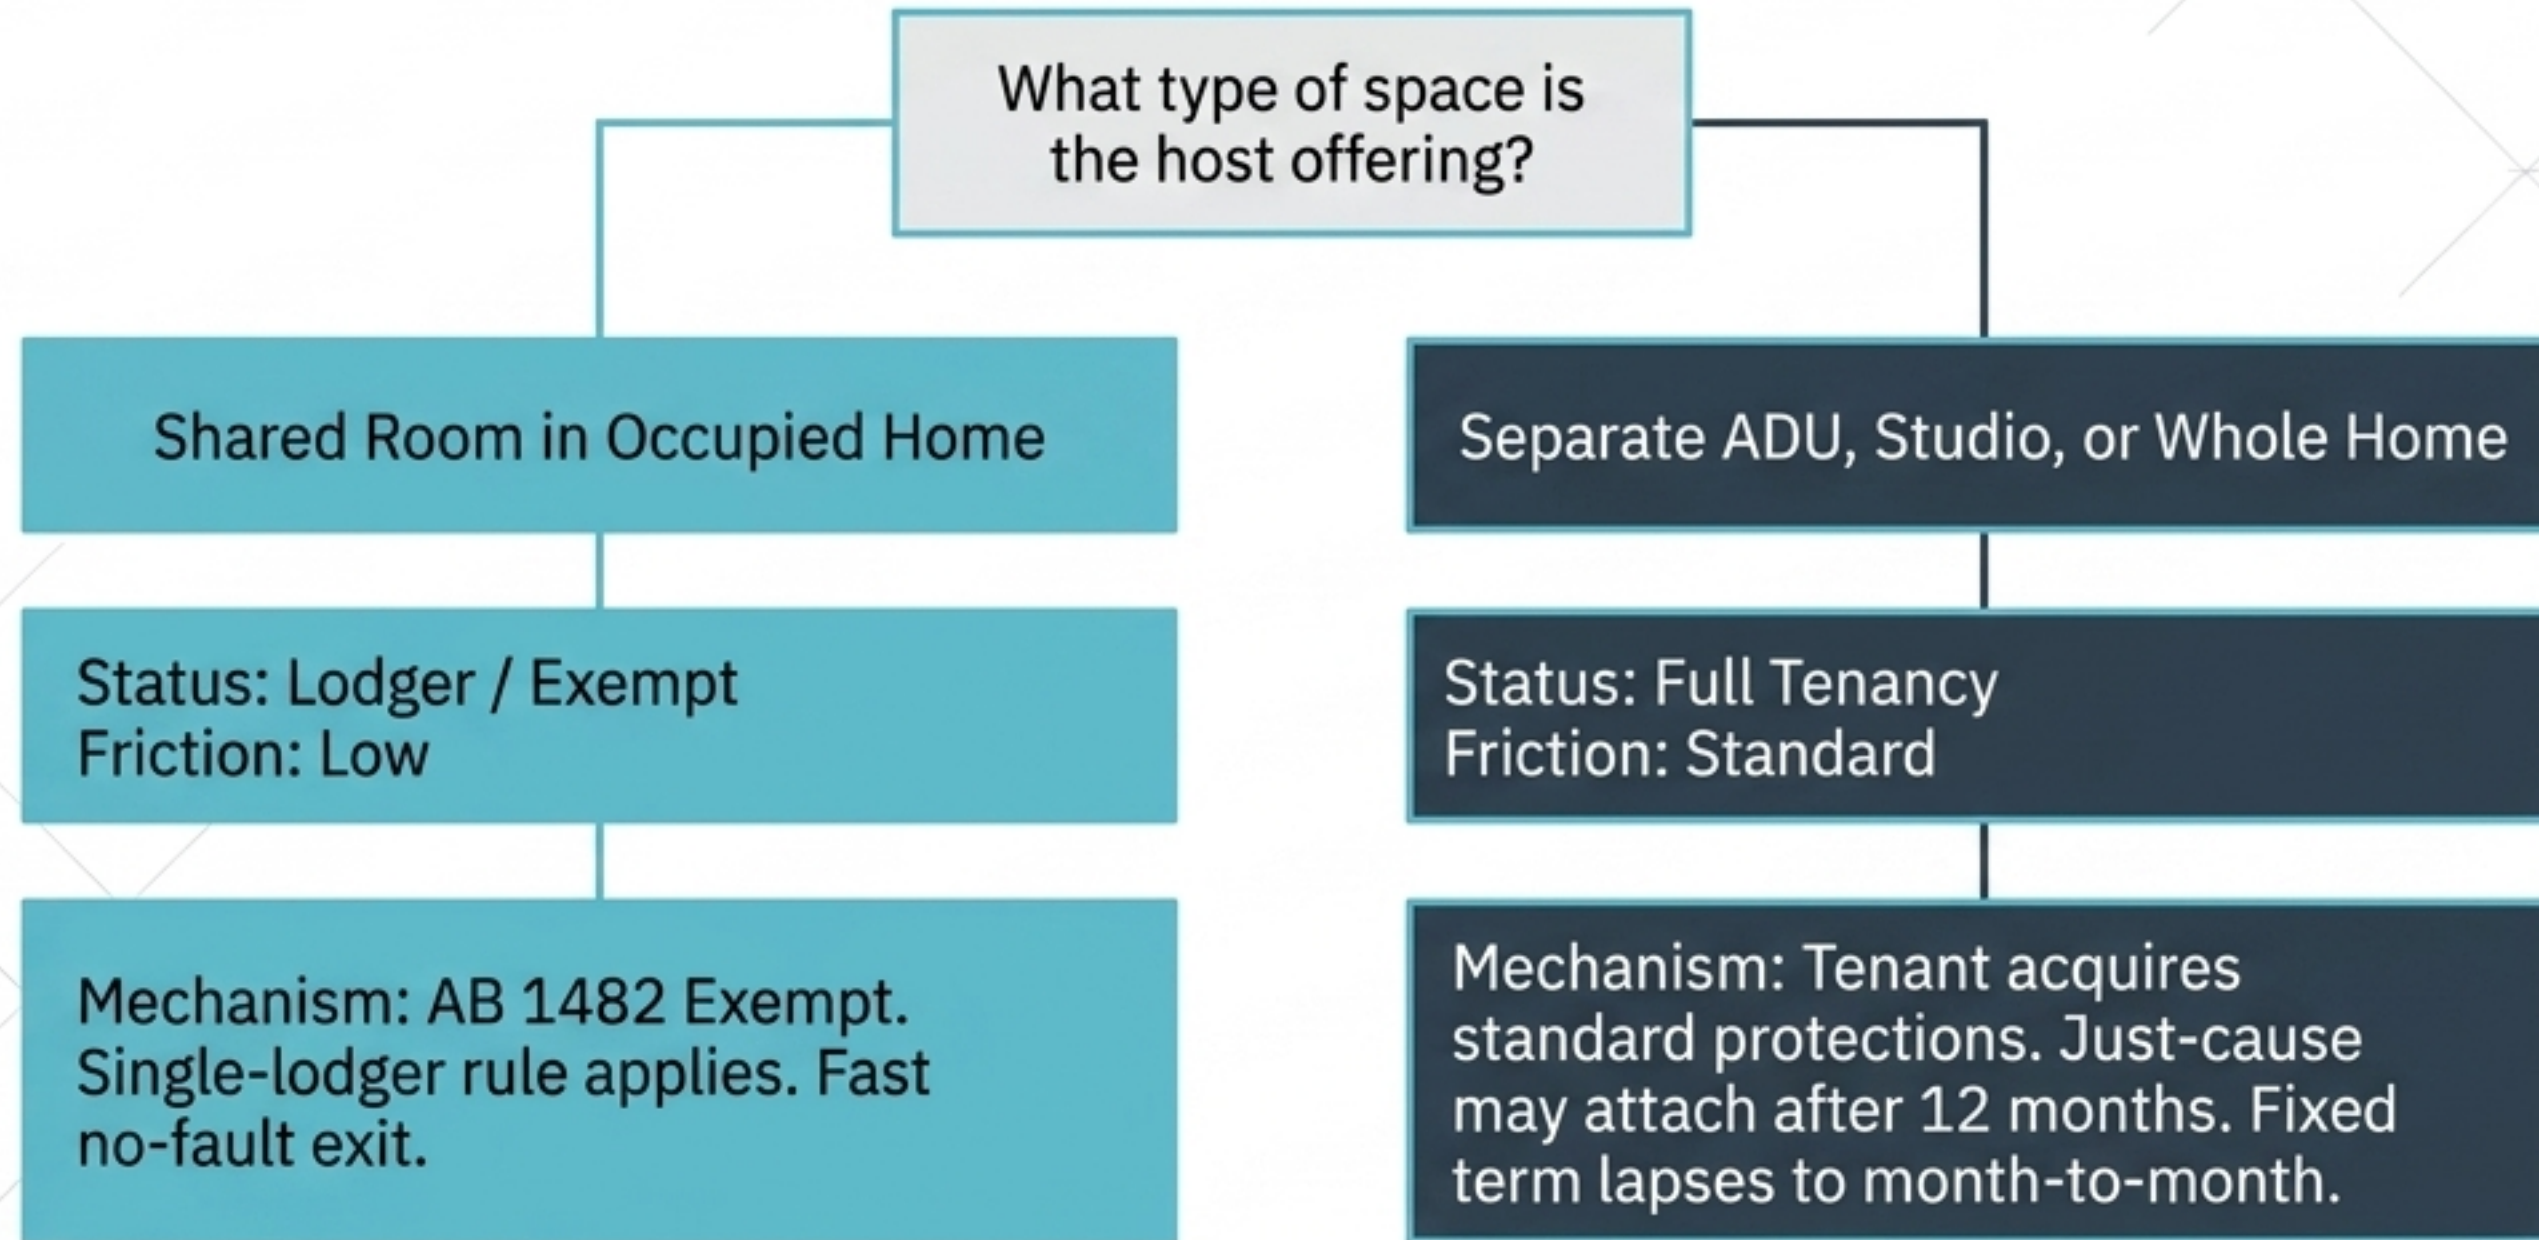 What type of space is
the host offering?
Shared Room in Occupied Home
Status: Lodger / Exempt
Friction: Low
Mechanism: AB 1482 Exempt.
Single-lodger rule applies. Fast
no-fault exit.
Separate ADU, Studio, or Whole Home
Status: Full Tenancy
Friction: Standard
Mechanism: Tenant acquires
standard protections. Just-cause
may attach after 12 months. Fixed
term lapses to month-to-month.